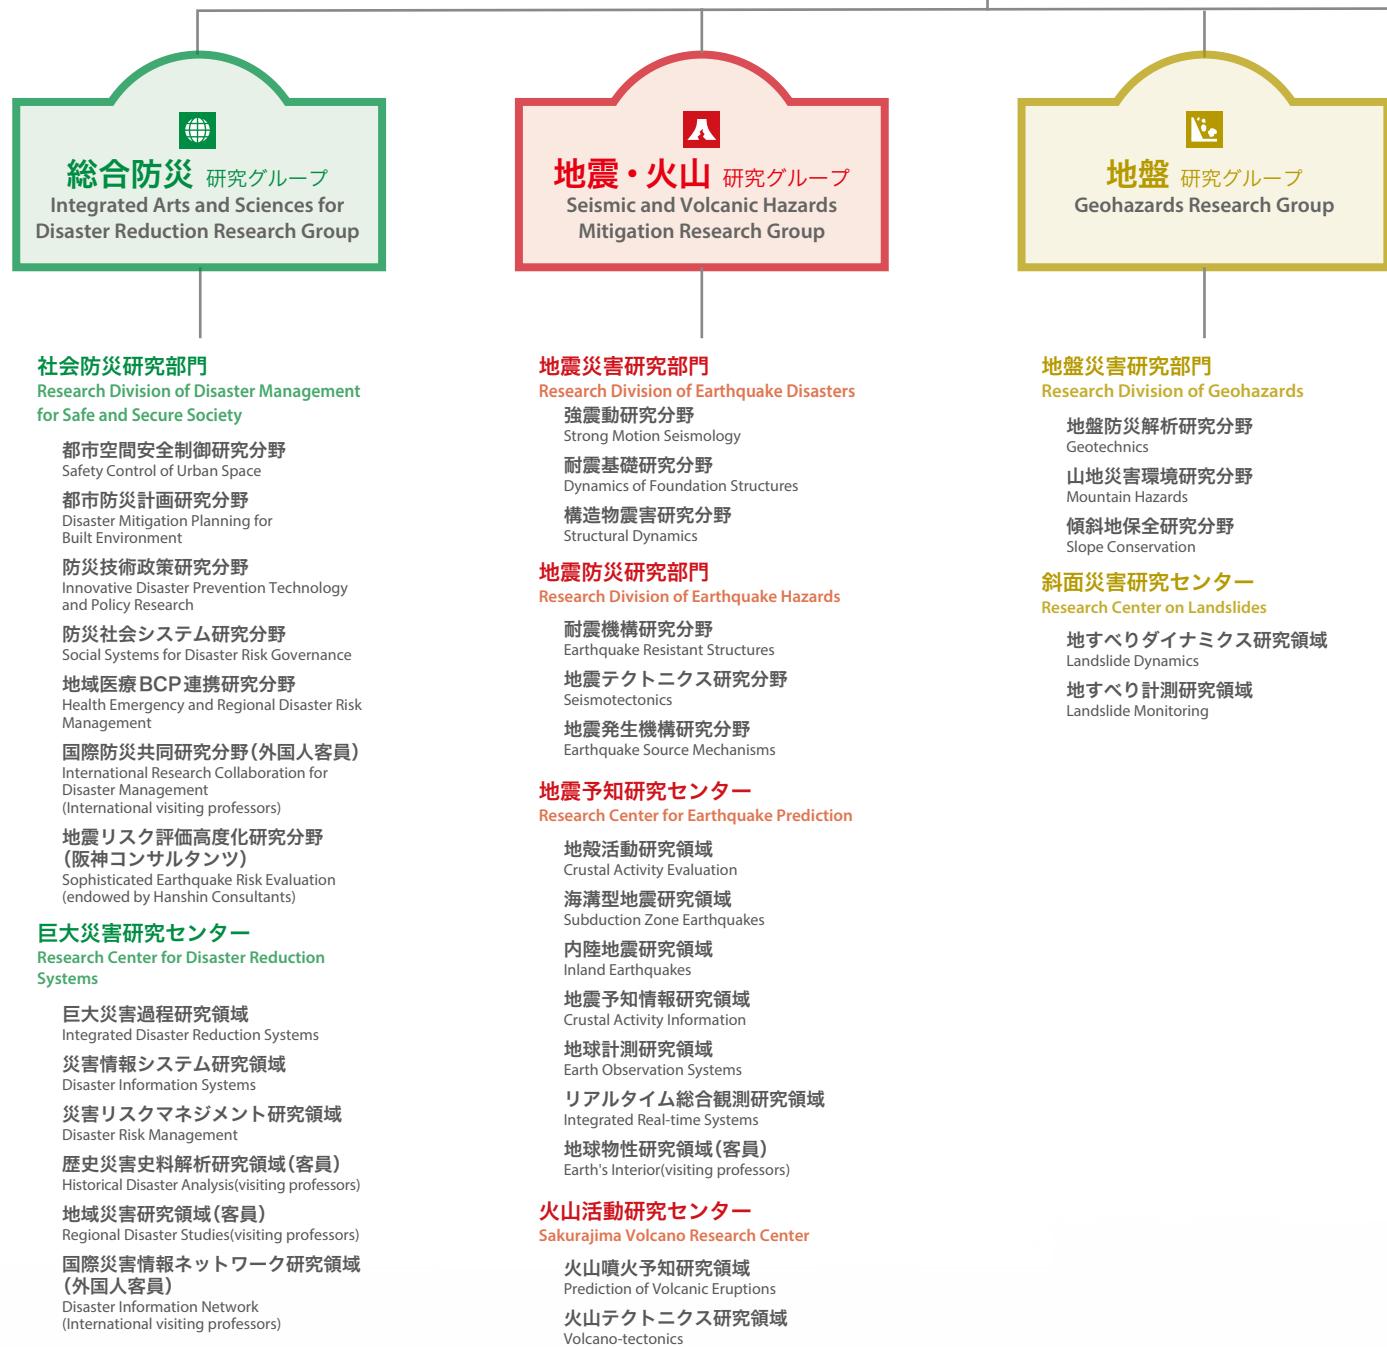 総合防災 研究グループ
Integrated Arts and Sciences for
Disaster Reduction Research Group
社会防災研究部門
Research Division of Disaster Management
for Safe and Secure Society
都市空間安全制御研究分野
Safety Control of Urban Space
都市防災計画研究分野
Disaster Mitigation Planning for
Built Environment
防災技術政策研究分野
Innovative Disaster Prevention Technology
and Policy Research
防災社会システム研究分野
Social Systems for Disaster Risk Governance
地域医療BCP連携研究分野
Health Emergency and Regional Disaster Risk
Management
国際防災共同研究分野(外国人客員)
International Research Collaboration for
Disaster Management
(International visiting professors)
地震リスク評価高度化研究分野
(阪神コンサルタンツ)
Sophisticated Earthquake Risk Evaluation
(endowed by Hanshin Consultants)
巨大災害研究センター
Research Center for Disaster Reduction
Systems
巨大災害過程研究領域
Integrated Disaster Reduction Systems
災害情報システム研究領域
Disaster Information Systems
災害リスクマネジメント研究領域
Disaster Risk Management
歴史災害史料解析研究領域(客員)
Historical Disaster Analysis(visiting professors)
地域災害研究領域(客員)
Regional Disaster Studies(visiting professors)
国際災害情報ネットワーク研究領域
(外国人客員)
Disaster Information Network
(International visiting professors)
地震・火山 研究グループ
Seismic and Volcanic Hazards
Mitigation Research Group
地震災害研究部門
Research Division of Earthquake Disasters
強震動研究分野
Strong Motion Seismology
耐震基礎研究分野
Dynamics of Foundation Structures
構造物震害研究分野
Structural Dynamics
地震防災研究部門
Research Division of Earthquake Hazards
耐震機構研究分野
Earthquake Resistant Structures
地震テクトニクス研究分野
Seismotectonics
地震発生機構研究分野
Earthquake Source Mechanisms
地震予知研究センター
Research Center for Earthquake Prediction
地殻活動研究領域
Crustal Activity Evaluation
海溝型地震研究領域
Subduction Zone Earthquakes
内陸地震研究領域
Inland Earthquakes
地震予知情報研究領域
Crustal Activity Information
地球計測研究領域
Earth Observation Systems
リアルタイム総合観測研究領域
Integrated Real-time Systems
地球物性研究領域(客員)
Earth's Interior(visiting professors)
火山活動研究センター
Sakurajima Volcano Research Center
火山噴火予知研究領域
Prediction of Volcanic Eruptions
火山テクトニクス研究領域
Volcano-tectonics
地盤 研究グループ
Geohazards Research Group
地盤災害研究部門
Research Division of Geohazards
地盤防災解析研究分野
Geotechnics
山地災害環境研究分野
Mountain Hazards
傾斜地保全研究分野
Slope Conservation
斜面災害研究センター
Research Center on Landslides
地すべりダイナミクス研究領域
Landslide Dynamics
地すべり計測研究領域
Landslide Monitoring